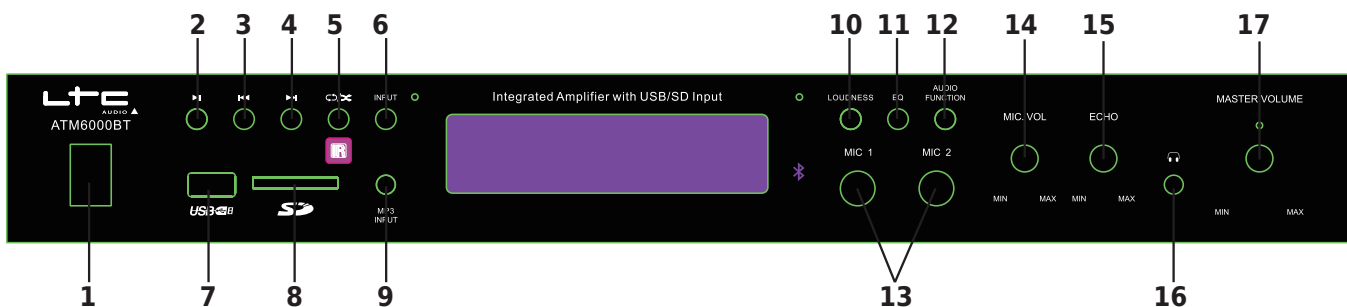 2 3 4 5 6 10 11 12 14 15 17
LTC
AUDIO
ATM6000BT
INPUT
Integrated Amplifier with USB/SD Input
LOUDNESS
EQ
AUDIO
FUNCTION
MIC. VOL
ECHO
MASTER VOLUME
R
MIC 1
MIC 2
USB
SD
MP3
INPUT
MIN MAX MIN MAX
MIN MAX
1 7 8 9 13 16